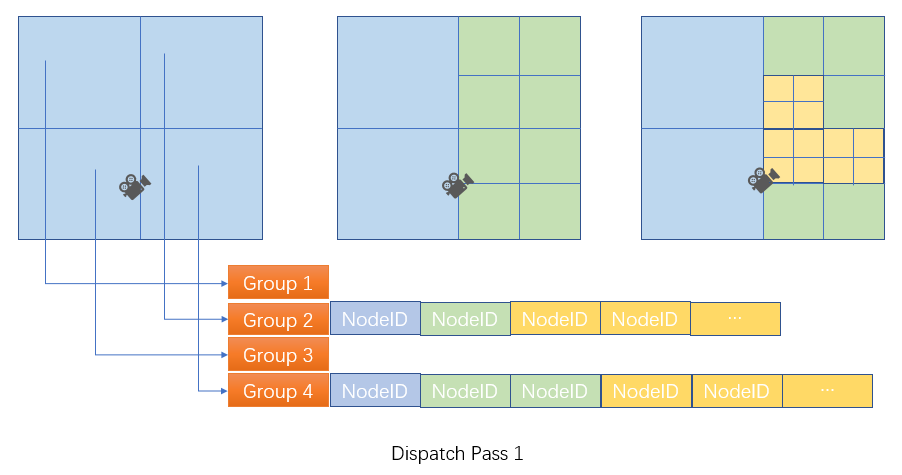 Group 1
Group 2 NodeID NodeID NodeID NodeID ...
Group 3
Group 4 NodeID NodeID NodeID NodeID NodeID ...
Dispatch Pass 1